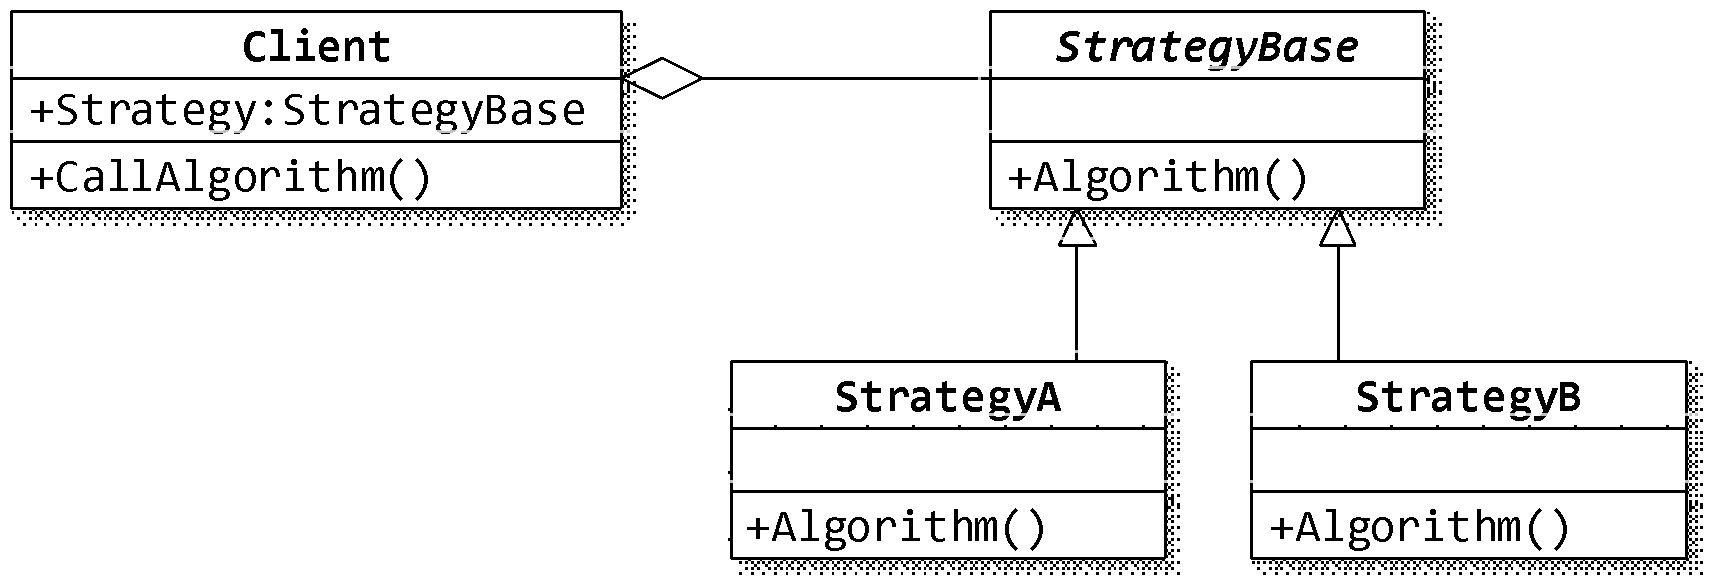 Client
+Strategy:StrategyBase
+CallAlgorithm()
StrategyBase
+Algorithm()
StrategyA
+Algorithm()
StrategyB
+Algorithm()